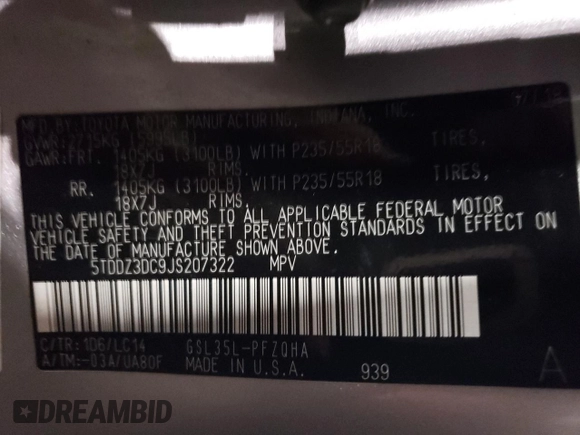 MFD.BY:TOYOTA MOTOR MANUFACTURING, INDIANA, INC.
GAWR:FRT. 1405KG (3100LB) WITH P235/55R18 TIRES,
18X7J RIMS.
RR. 1405KG (3100LB) WITH P235/55R18 TIRES,
18X7J RIMS.
THIS VEHICLE CONFORMS TO ALL APPLICABLE FEDERAL MOTOR
VEHICLE SAFETY AND THEFT PREVENTION STANDARDS IN EFFECT ON
THE DATE OF MANUFACTURE SHOWN ABOVE.
5TDDZ3DC9JS207322 MPV
C/TR:1D6/LC14 GSL35L-PFZQHA
A/TM:-03A/UA80F MADE IN U.S.A. 939 A
DREAMBID